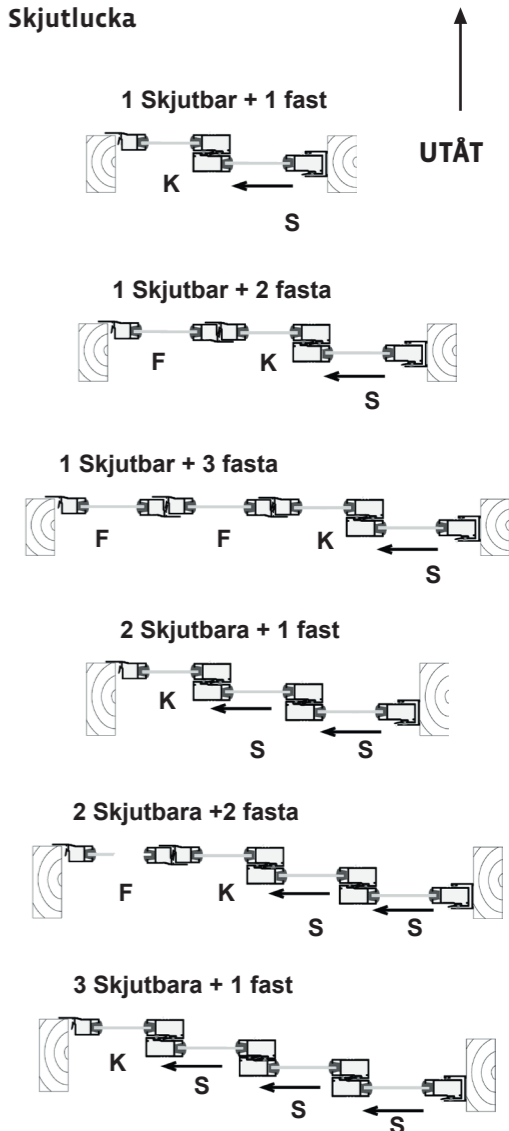 Skjutlucka
1 Skjutbar + 1 fast
UTÅT
K
S
1 Skjutbar + 2 fasta
F K
S
1 Skjutbar + 3 fasta
F F K
S
2 Skjutbara + 1 fast
K
S S
2 Skjutbara +2 fasta
F K
S S
3 Skjutbara + 1 fast
K
S
S
S